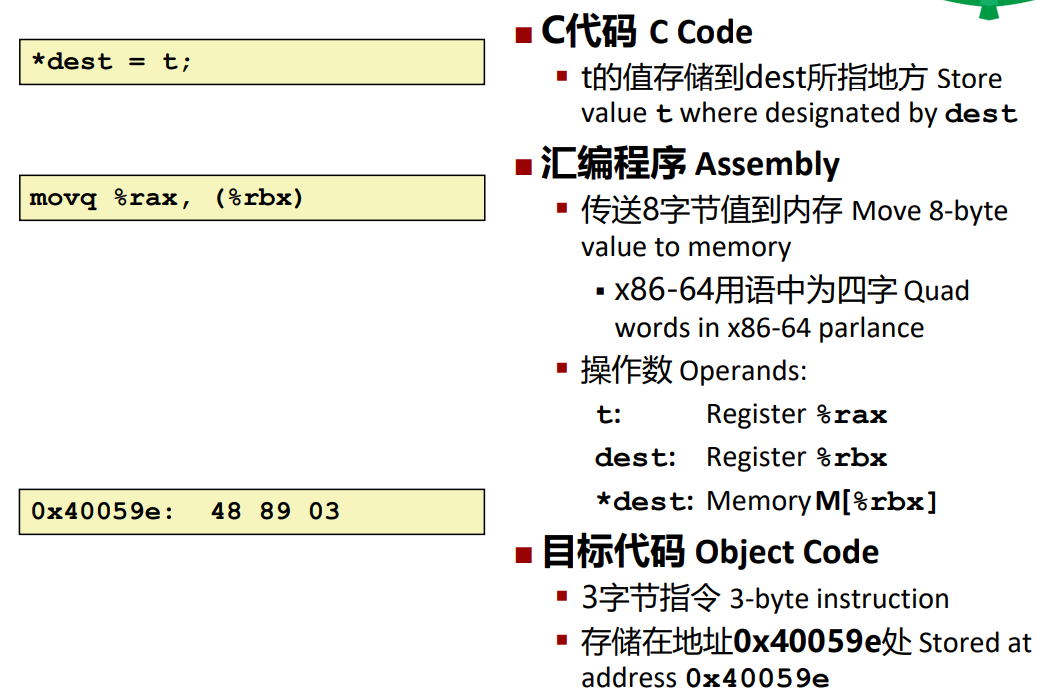 *dest = t;
movq %rax, (%rbx)
0x40059e: 48 89 03
C代码 C Code
t的值存储到dest所指地方 Store
value t where designated by dest
汇编程序 Assembly
传送8字节值到内存 Move 8-byte
value to memory
x86-64用语中为四字 Quad
words in x86-64 parlance
操作数 Operands:
t: Register %rax
dest: Register %rbx
*dest: Memory M[%rbx]
目标代码 Object Code
3字节指令 3-byte instruction
存储在地址0x40059e处 Stored at
address 0x40059e